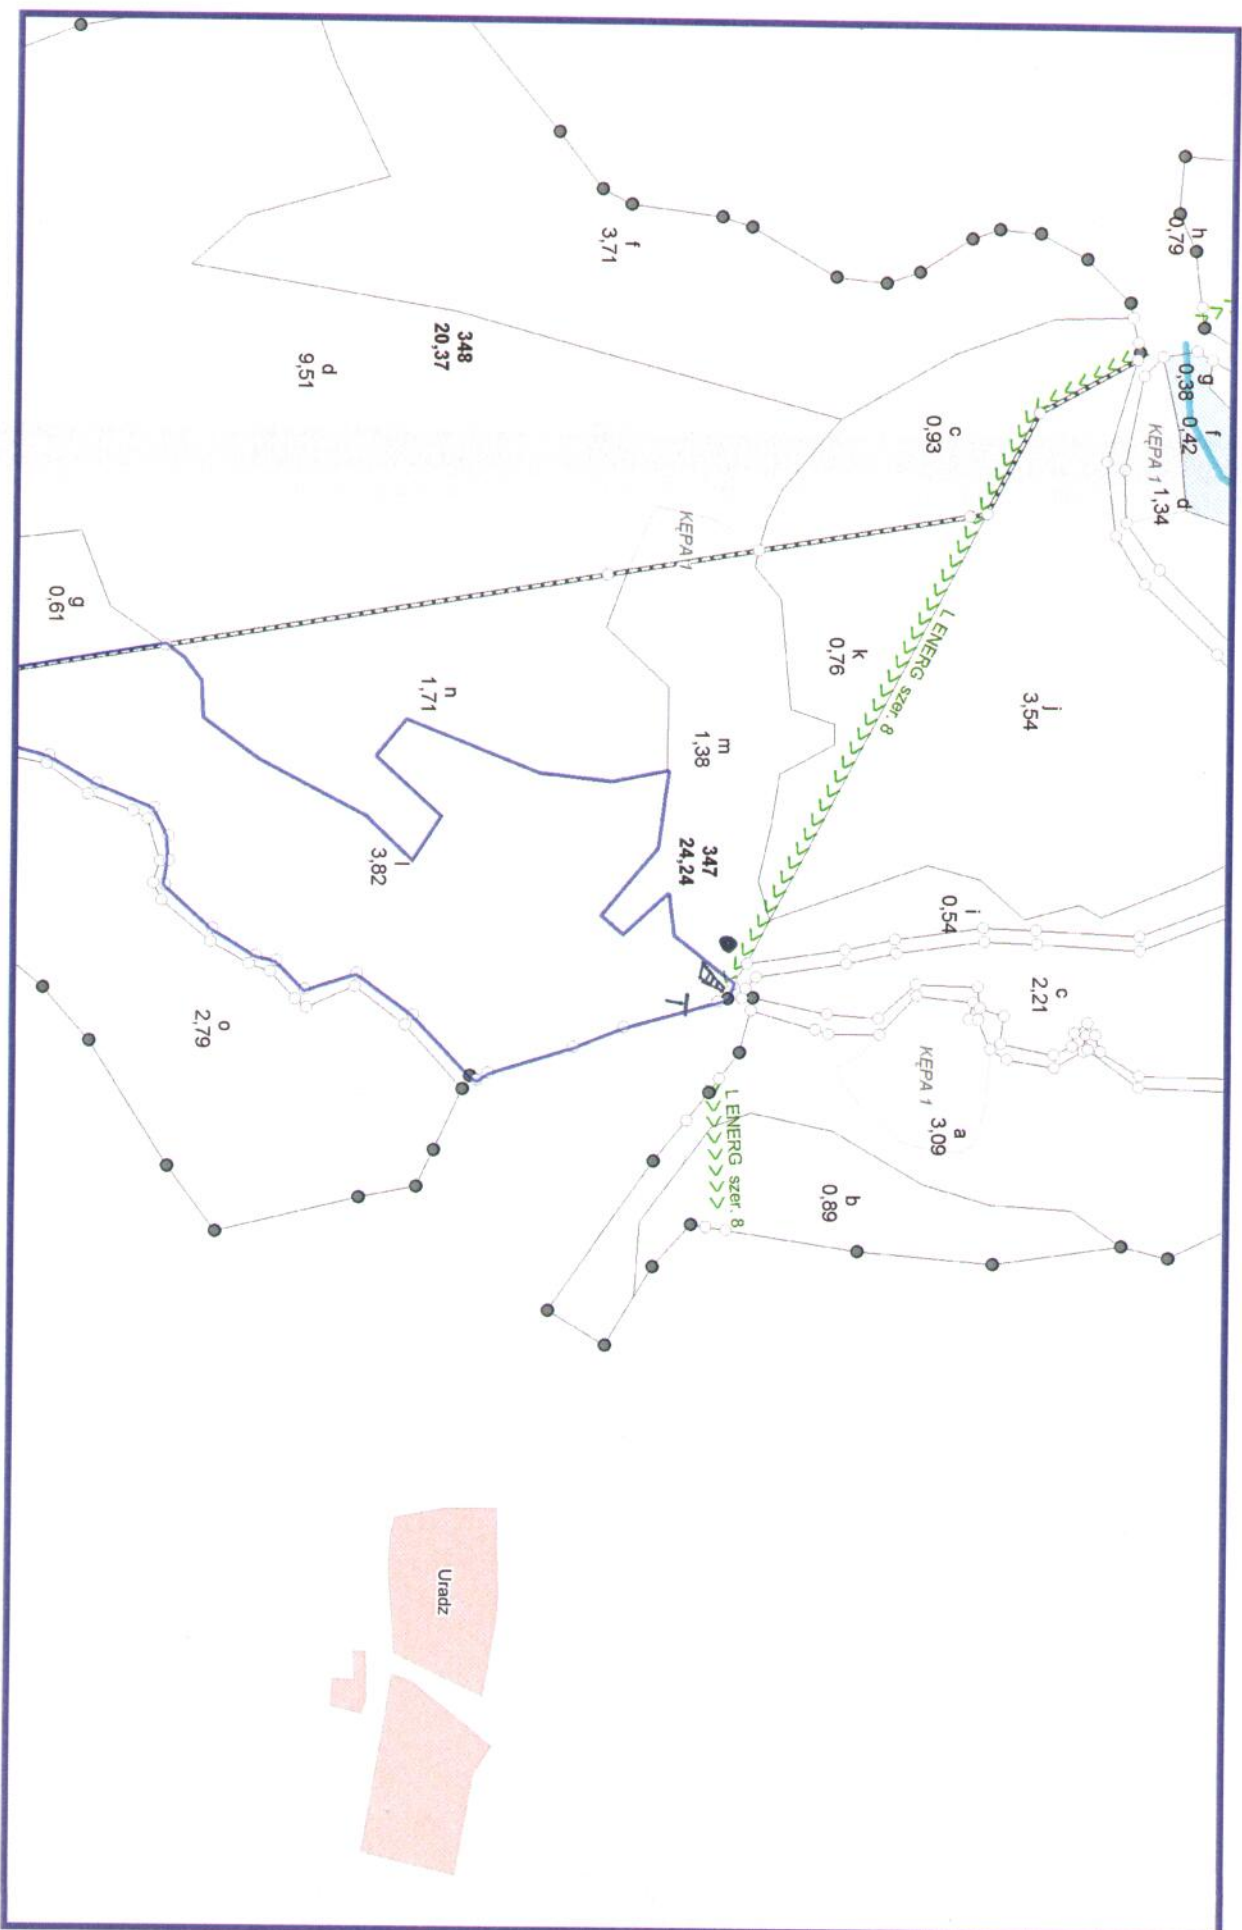 h
0,79
g
0,38
f
0,42
d
1,34
KĘPA 1
j
3,54
c
2,21
i
0,54
a
3,09
KĘPA 1
c
0,93
L ENERG szer. 8
k
0,76
b
0,89
L ENERG szer. 8
m
1,38
347
24,24
KĘPA 1
T
f
3,71
348
20,37
n
1,71
Uradz
l
3,82
d
9,51
o
2,79
g
0,61